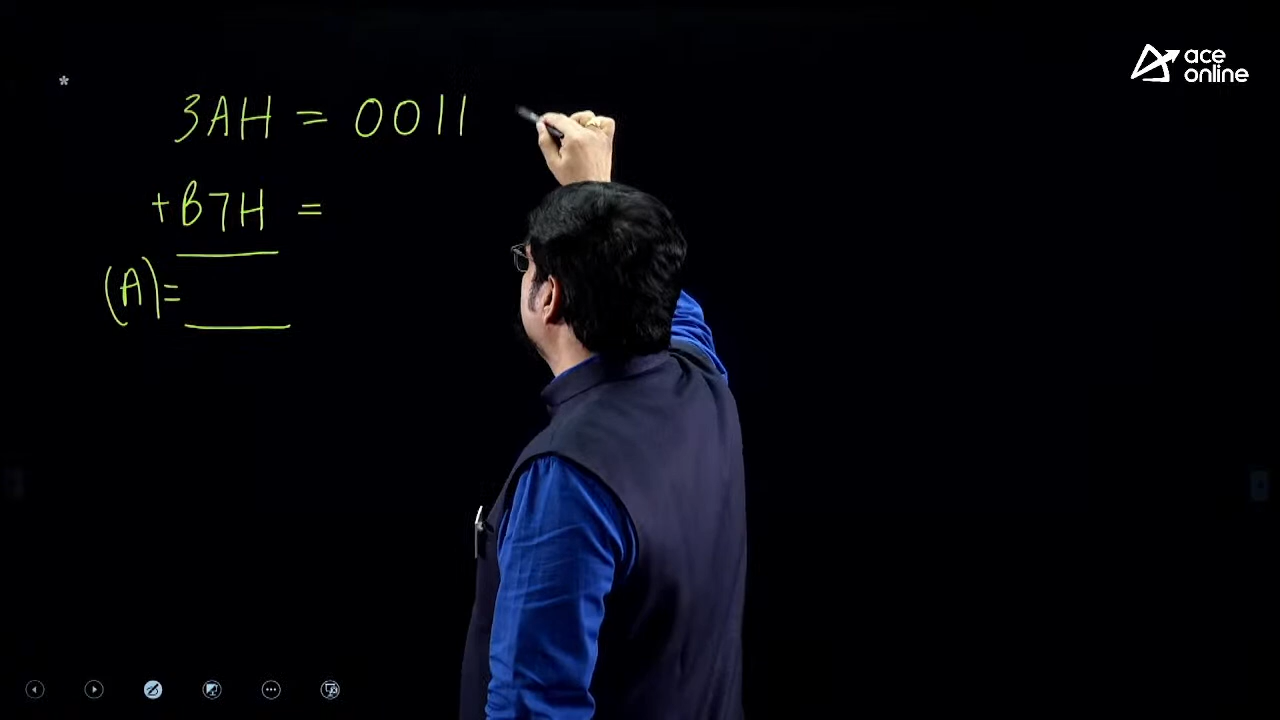 ace
online
*
3AH = 0011
+B7H =
(A)=